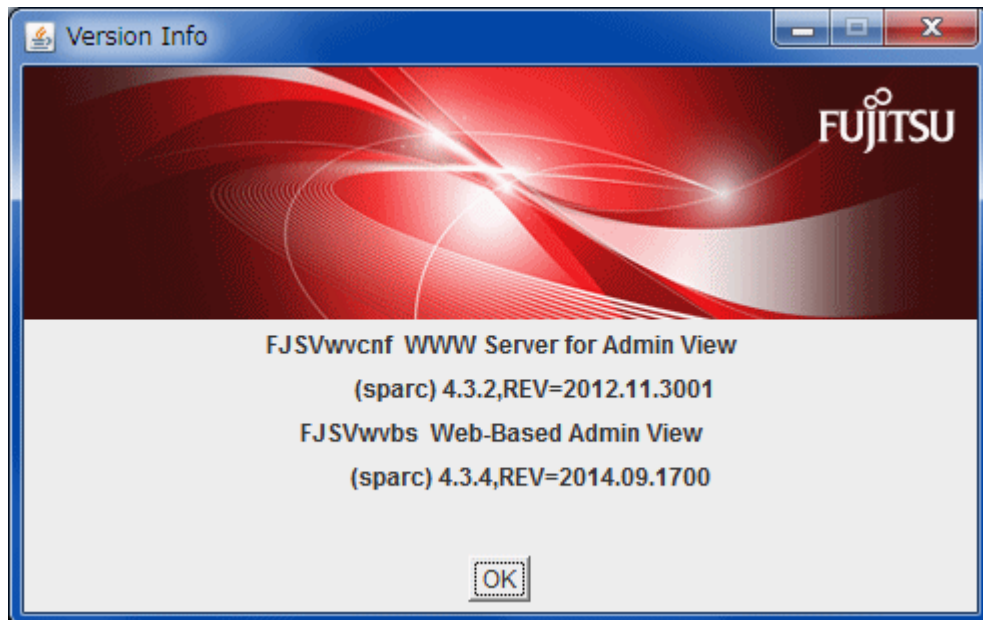 Version Info
FUJITSU
FJSVwvcnf WWW Server for Admin View
(sparc) 4.3.2,REV=2012.11.3001
FJSVwvbs Web-Based Admin View
(sparc) 4.3.4,REV=2014.09.1700
OK